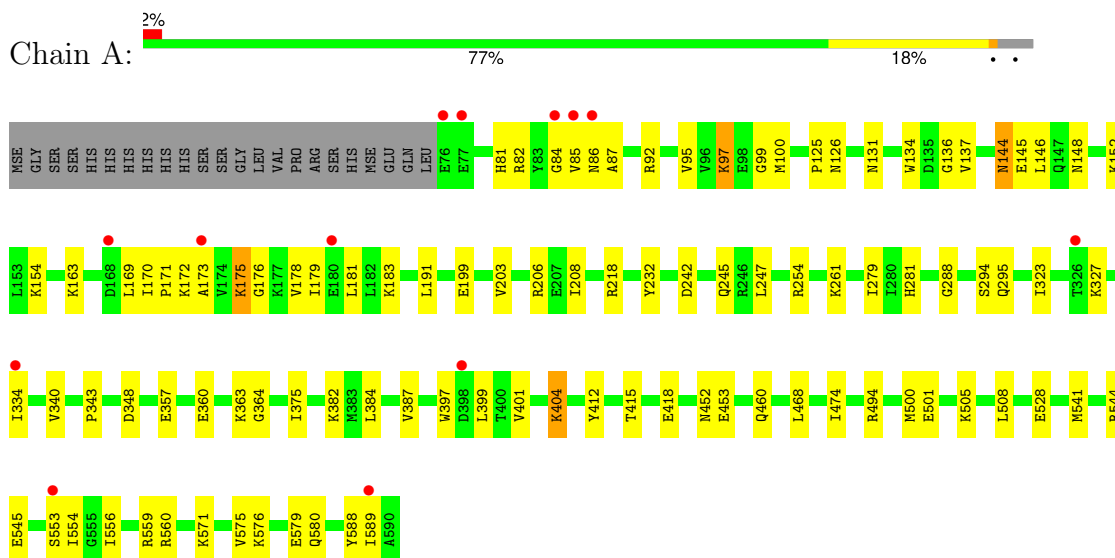 2%
Chain A:
77% 18% • •
MSE GLY SER SER HIS HIS HIS HIS HIS HIS SER SER GLY LEU VAL PRO ARG SER HIS MSE GLU GLY GLN LEU E76 E77 H81 R82 Y83 G84 V85 N86 A87 R92 V95 V96 K97 E98 G99 M100 P125 N126 N131 W134 D135 G136 V137 N144 E145 L146 Q147 N148 K152
L153 K154 K163 D168 L169 I170 P171 K172 A173 V174 K175 G176 K177 V178 I179 E180 L181 L182 K183 L191 E199 V203 R206 E207 I208 R218 Y232 D242 Q245 R246 L247 R254 K261 I279 I280 H281 G288 S294 Q295 I323 T326 K327
I334 V340 P343 D348 E357 E360 K363 G364 I375 K382 M383 L384 V387 W397 D398 L399 T400 V401 K404 Y412 T415 E418 N452 E453 Q460 L468 I474 R494 M500 E501 K505 L508 E528 M541
E545 S553 I554 G555 I556 R559 R560 K571 V575 K576 E579 Q580 Y588 I589 A590